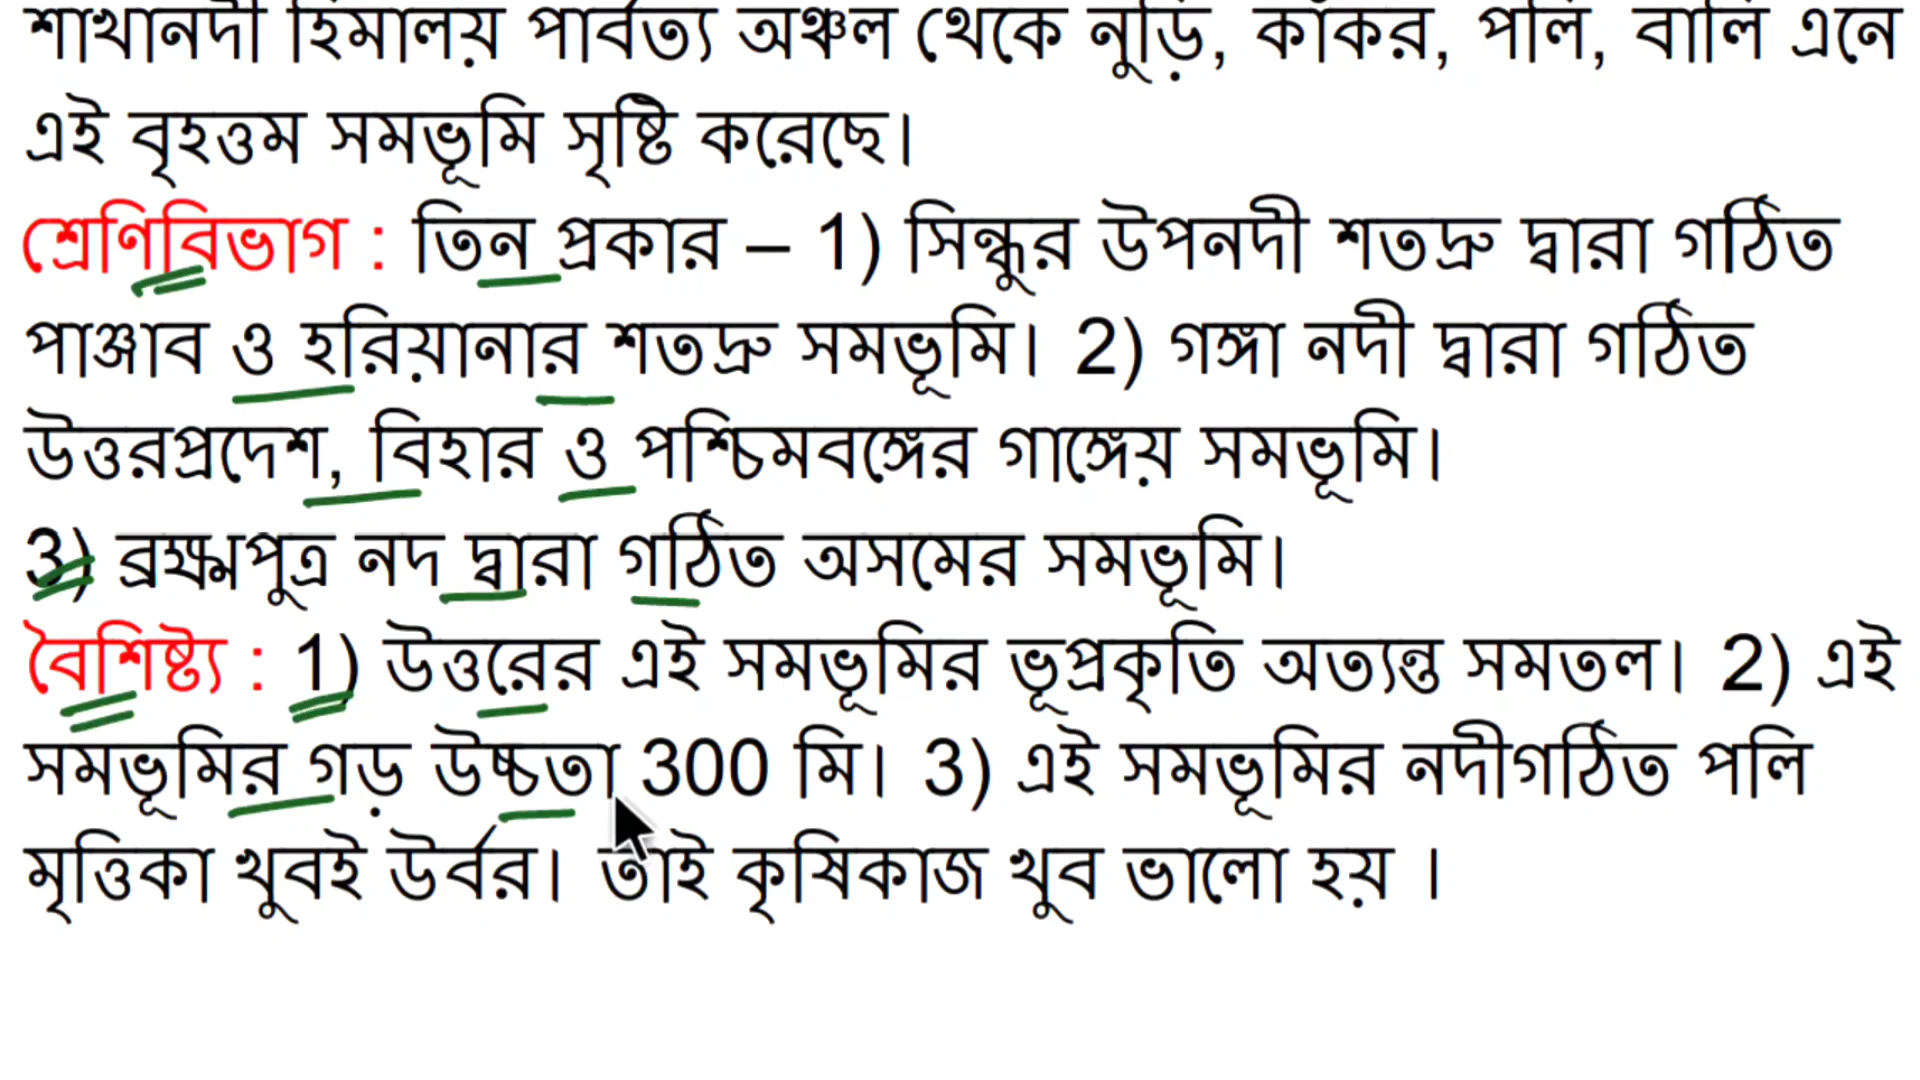 শাখানদী হিমালয় পার্বত্য অঞ্চল থেকে নুড়ি, কাঁকর, পলি, বালি এনে
এই বৃহত্তম সমভূমি সৃষ্টি করেছে।
শ্রেণিবিভাগ : তিন প্রকার – 1) সিন্ধুর উপনদী শতদ্রু দ্বারা গঠিত
পাঞ্জাব ও হরিয়ানার শতদ্রু সমভূমি। 2) গঙ্গা নদী দ্বারা গঠিত
উত্তরপ্রদেশ, বিহার ও পশ্চিমবঙ্গের গাঙ্গেয় সমভূমি।
3) ব্রহ্মপুত্র নদ দ্বারা গঠিত অসমের সমভূমি।
বৈশিষ্ট্য : 1) উত্তরের এই সমভূমির ভূপ্রকৃতি অত্যন্ত সমতল। 2) এই
সমভূমির গড় উচ্চতা 300 মি। 3) এই সমভূমির নদীগঠিত পলি
মৃত্তিকা খুবই উর্বর। তাই কৃষিকাজ খুব ভালো হয় ।